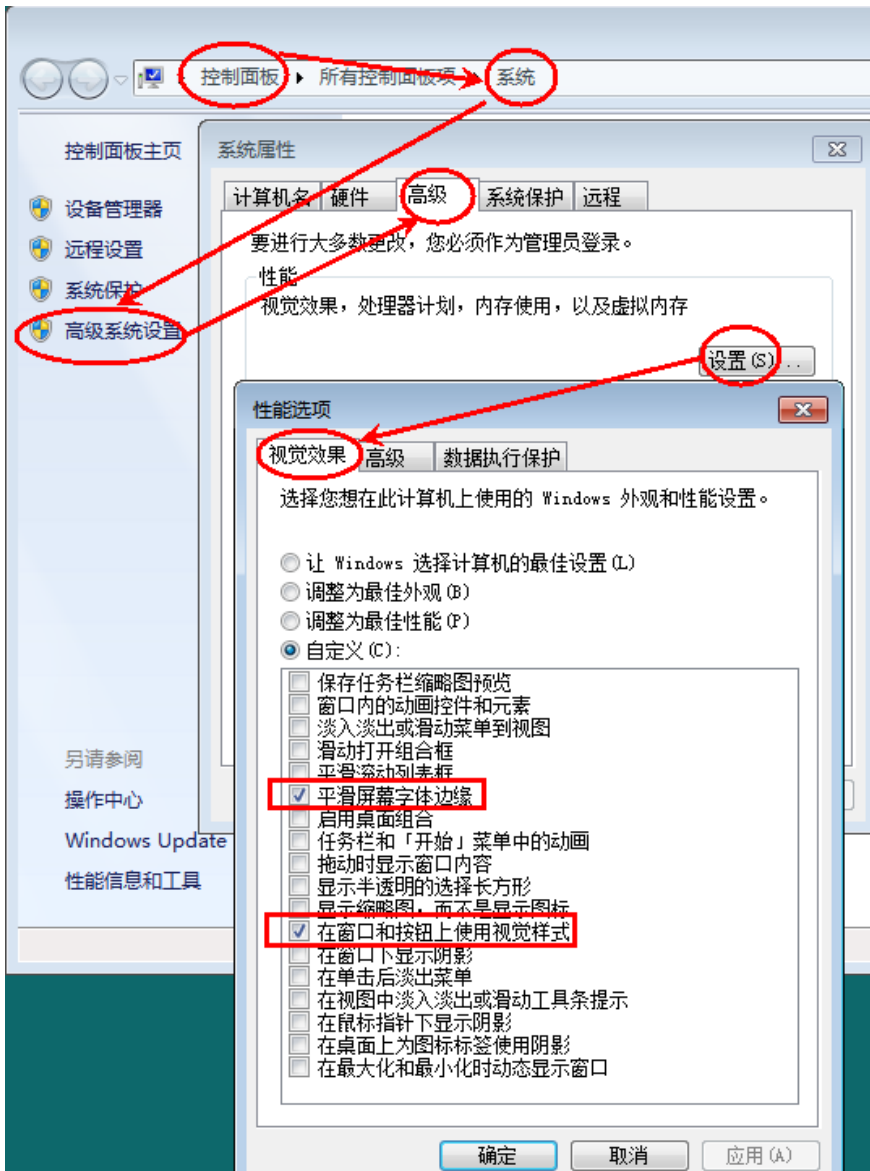 控制面板 ▸ 所有控制面板项 ▸ 系统
控制面板主页
设备管理器
远程设置
系统保护
高级系统设置
另请参阅
操作中心
Windows Update
性能信息和工具
系统属性
计算机名 硬件 高级 系统保护 远程
要进行大多数更改，您必须作为管理员登录。
性能
视觉效果，处理器计划，内存使用，以及虚拟内存
设置(S)...
性能选项
视觉效果 高级 数据执行保护
选择您想在此计算机上使用的 Windows 外观和性能设置。
让 Windows 选择计算机的最佳设置(L)
调整为最佳外观(B)
调整为最佳性能(P)
自定义(C):
保存任务栏缩略图预览
窗口内的动画控件和元素
淡入淡出或滑动菜单到视图
滑动打开组合框
平滑滚动列表框
平滑屏幕字体边缘
启用桌面组合
任务栏和「开始」菜单中的动画
拖动时显示窗口内容
显示半透明的选择长方形
显示缩略图，而不是显示图标
在窗口和按钮上使用视觉样式
在窗口下显示阴影
在单击后淡出菜单
在视图中淡入淡出或滑动工具条提示
在鼠标指针下显示阴影
在桌面上为图标标签使用阴影
在最大化和最小化时动态显示窗口
确定 取消 应用(A)